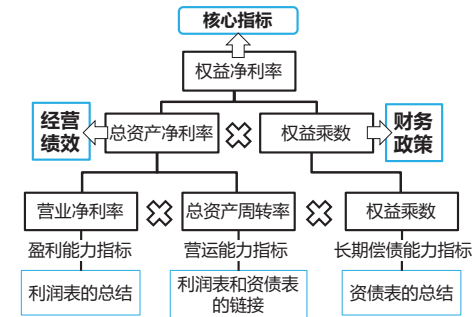 核心指标
权益净利率
经营
绩效
总资产净利率
权益乘数
财务
政策
营业净利率
总资产周转率
权益乘数
盈利能力指标
营运能力指标
长期偿债能力指标
利润表的总结
利润表和资债表
的链接
资债表的总结